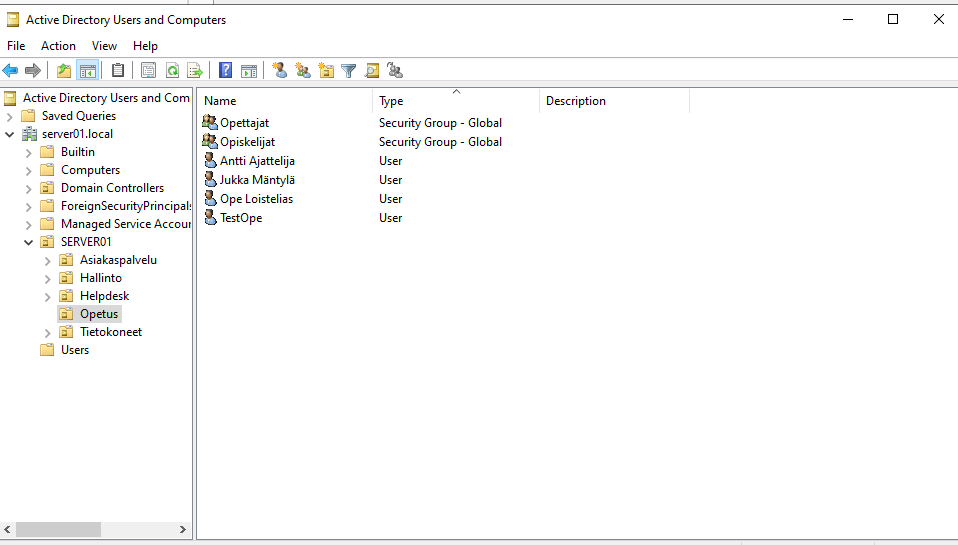 Active Directory Users and Computers
File Action View Help
Active Directory Users and Com
Saved Queries
server01.local
Builtin
Computers
Domain Controllers
ForeignSecurityPrincipals
Managed Service Accour
SERVER01
Asiakaspalvelu
Hallinto
Helpdesk
Opetus
Tietokoneet
Users
Name Type Description
Opettajat Security Group - Global
Opiskelijat Security Group - Global
Antti Ajattelija User
Jukka Mäntylä User
Ope Loistelias User
TestOpe User